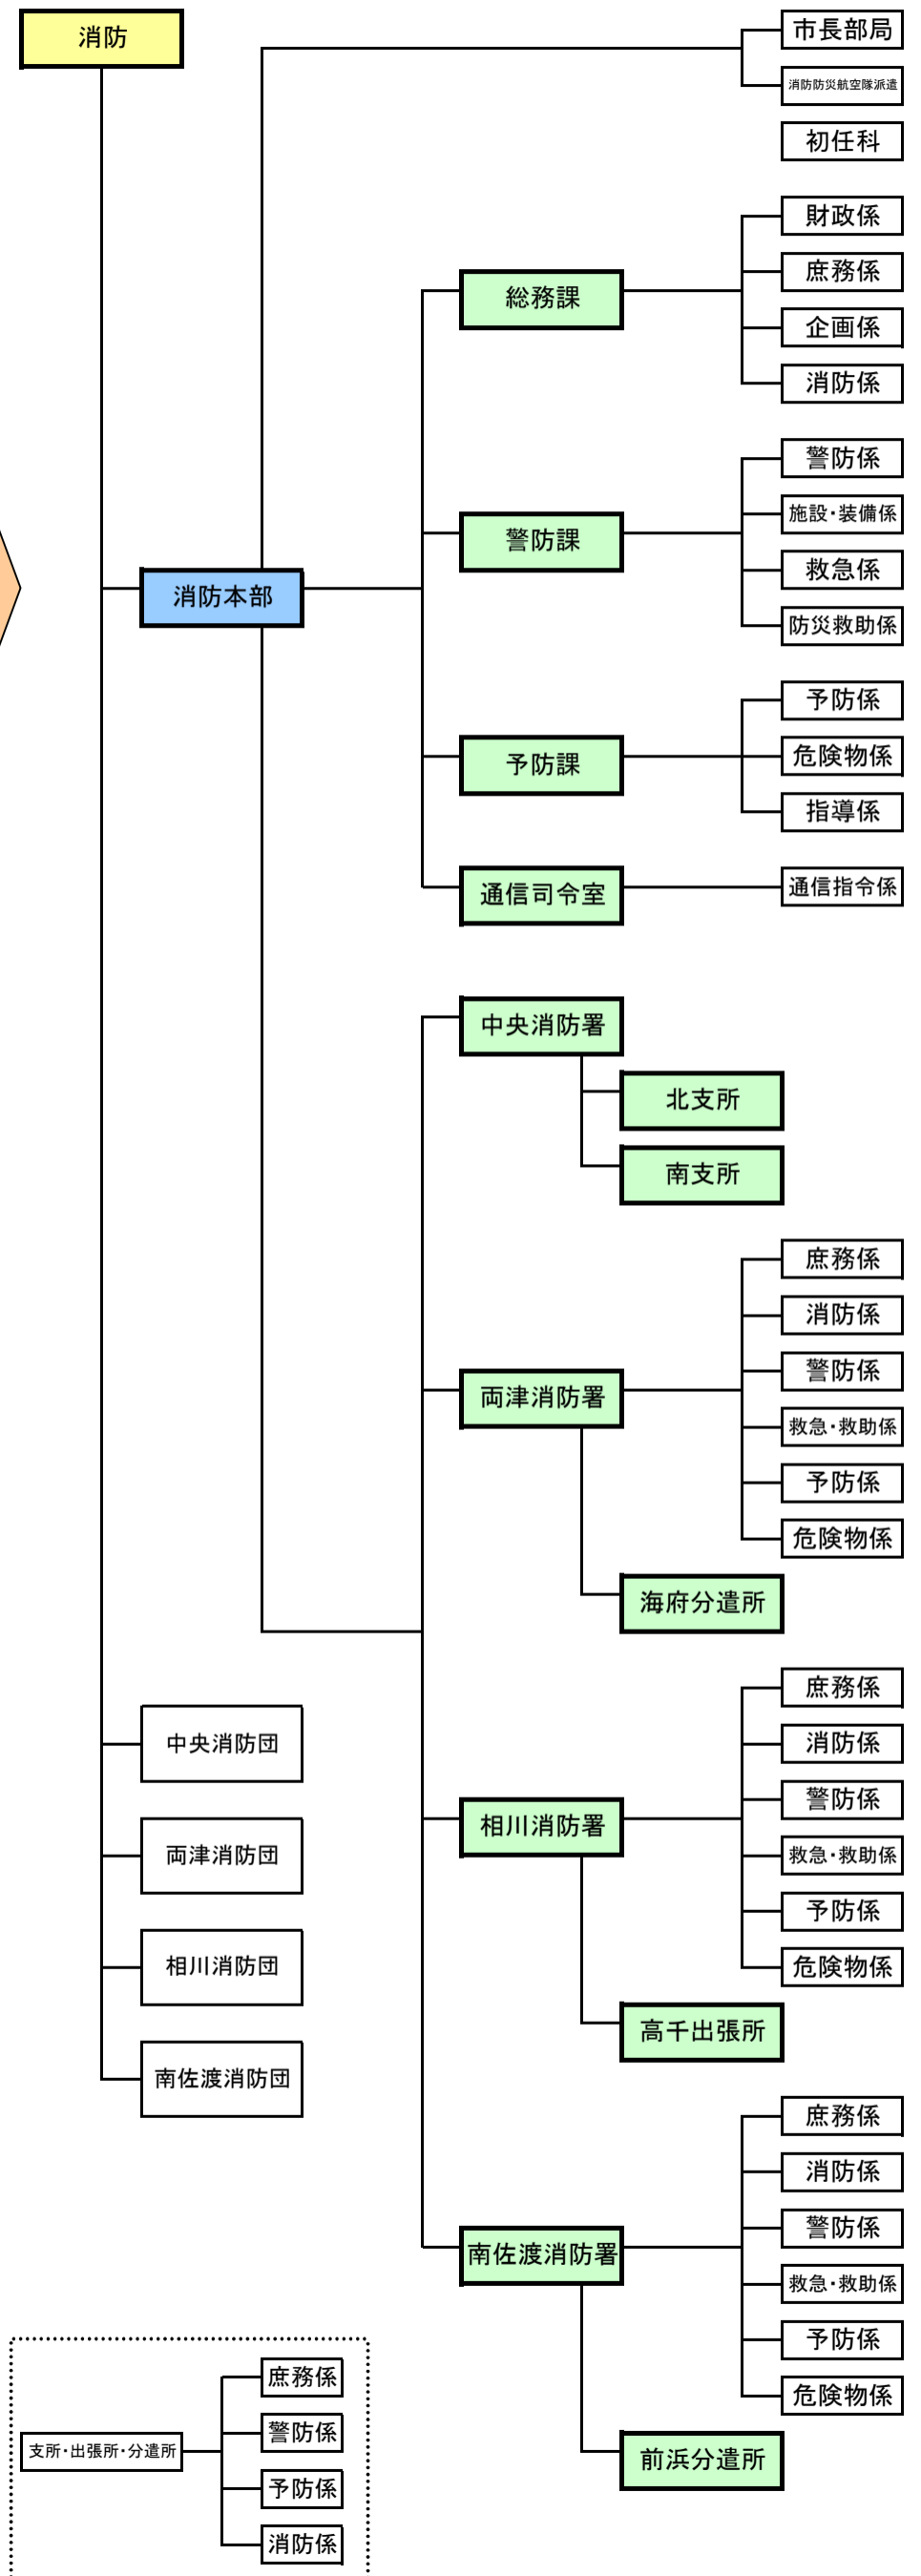 消防
市長部局
消防防災航空隊派遣
初任科
財政係
総務課
庶務係
企画係
消防係
警防係
警防課
施設・装備係
救急係
消防本部
防災救助係
予防係
予防課
危険物係
指導係
通信司令室
通信指令係
中央消防署
北支所
南支所
庶務係
消防係
両津消防署
警防係
救急・救助係
予防係
危険物係
海府分遣所
中央消防団
両津消防団
相川消防団
南佐渡消防団
庶務係
消防係
相川消防署
警防係
救急・救助係
予防係
危険物係
高千出張所
庶務係
消防係
南佐渡消防署
警防係
救急・救助係
予防係
危険物係
前浜分遣所
支所・出張所・分遣所
庶務係
警防係
予防係
消防係